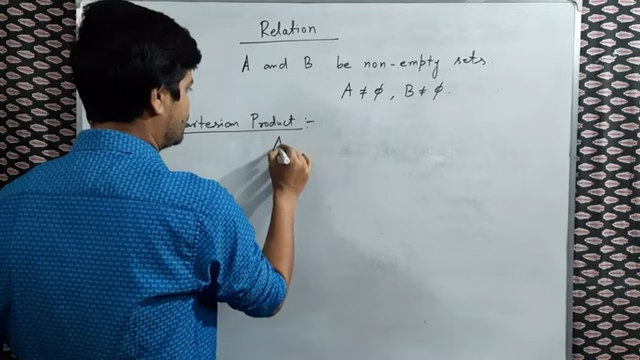 Relation
A and B be non-empty sets.
A ≠ ϕ, B ≠ ϕ.
artesian Product :-
A